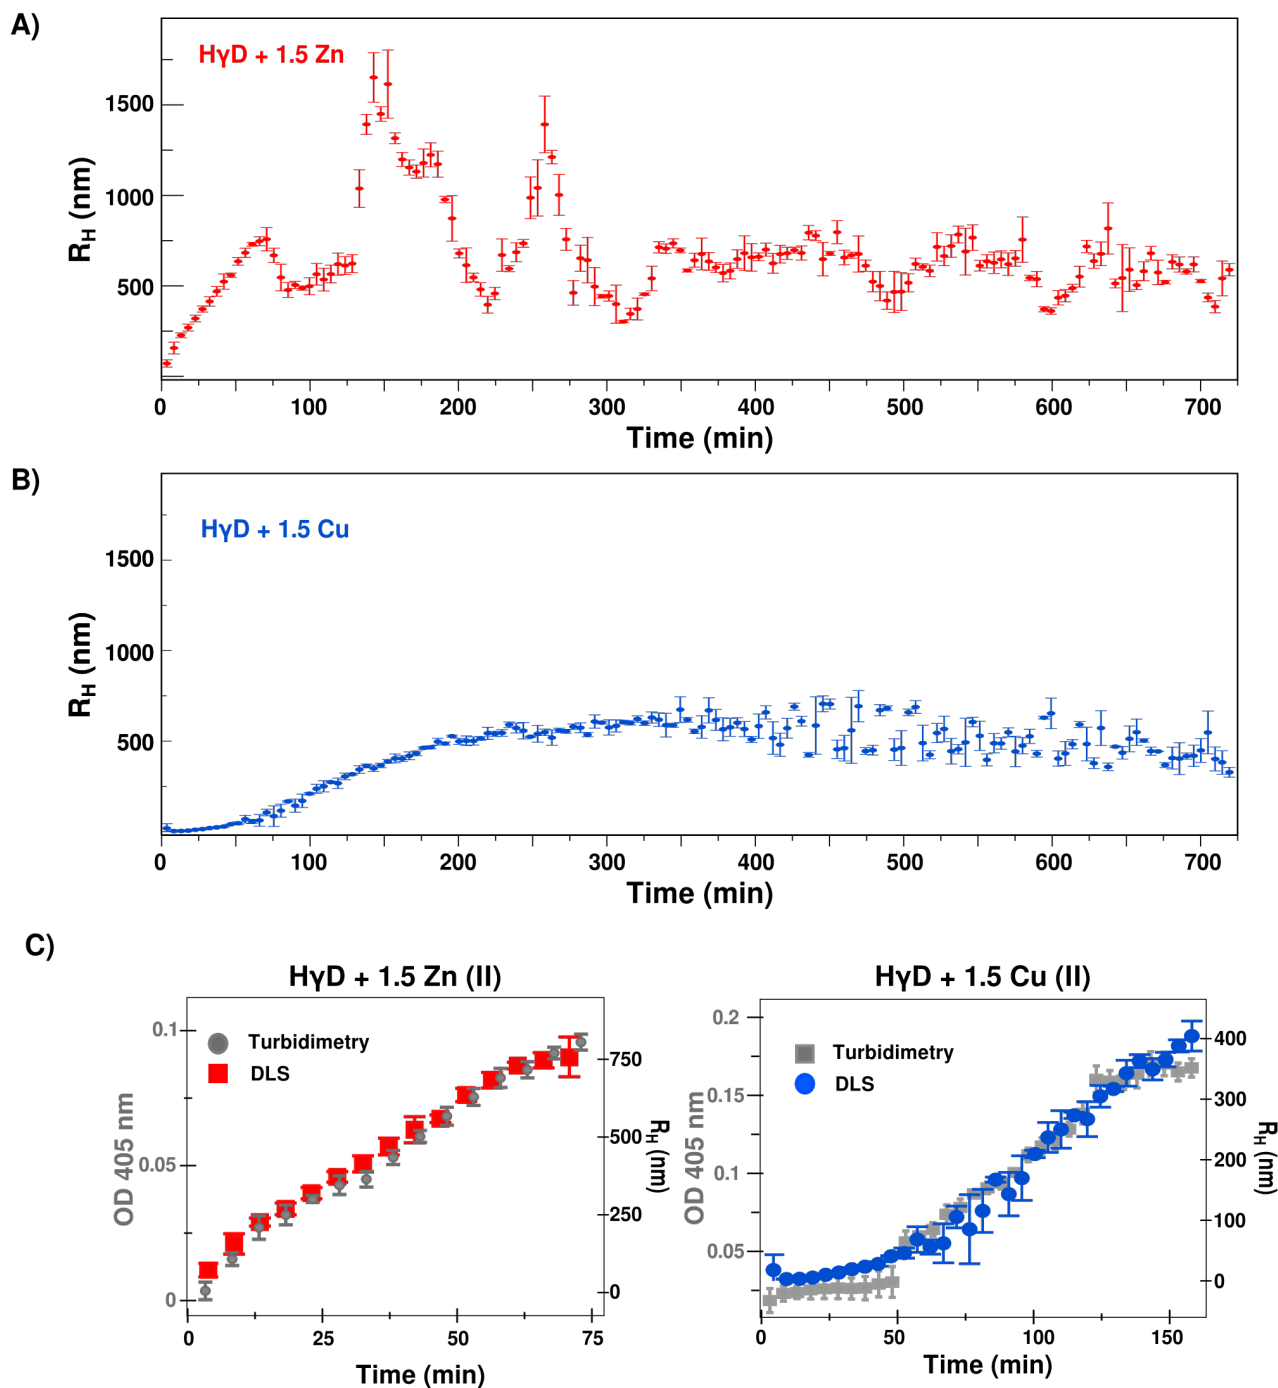 A)
HγD + 1.5 Zn
1500
1000
500
R_H (nm)
0 100 200 300 400 500 600 700
Time (min)
B)
HγD + 1.5 Cu
1500
1000
500
R_H (nm)
0 100 200 300 400 500 600 700
Time (min)
C)
HγD + 1.5 Zn (II)
Turbidimetry
DLS
0.1
0.05
0
OD 405 nm
750
500
250
0
R_H (nm)
0 25 50 75
Time (min)
HγD + 1.5 Cu (II)
Turbidimetry
DLS
0.2
0.15
0.1
0.05
OD 405 nm
400
300
200
100
0
R_H (nm)
0 50 100 150
Time (min)